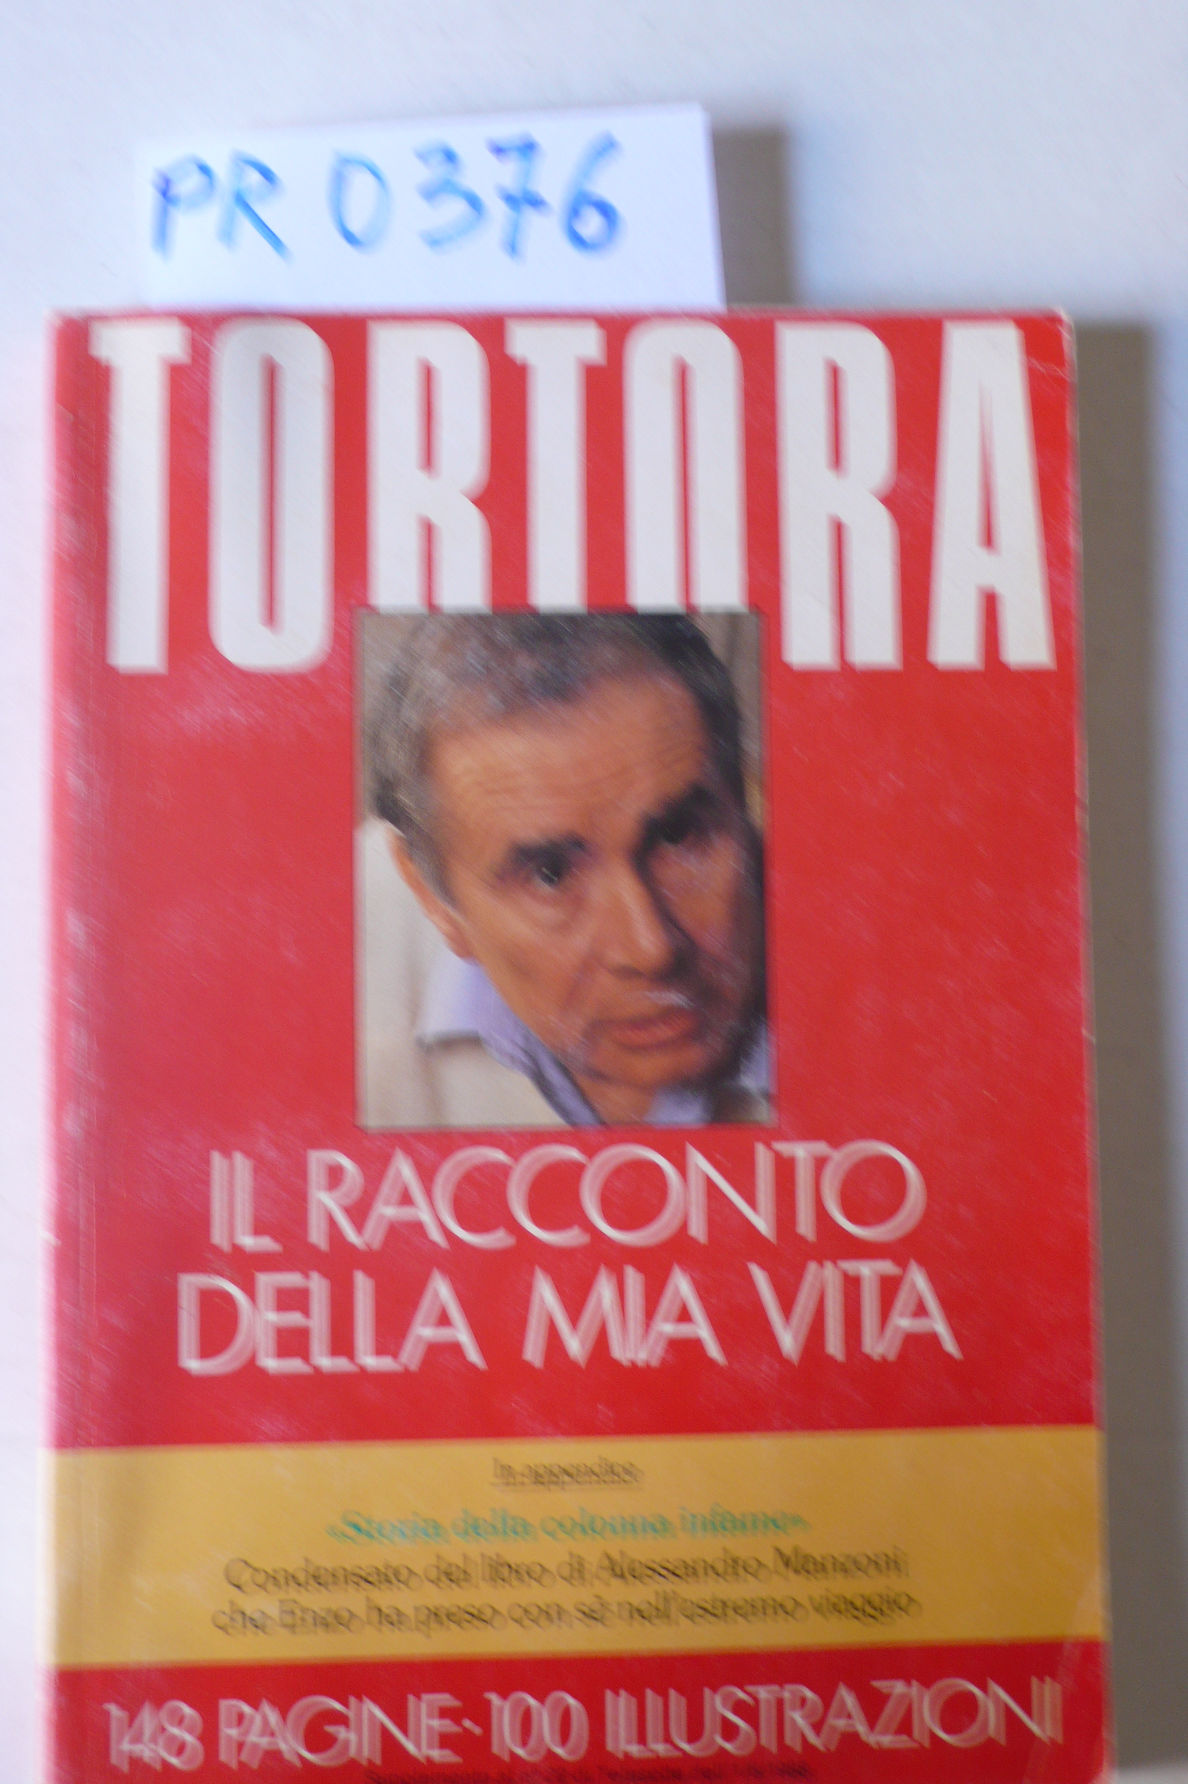 PR 0376
TORTORA
IL RACCONTO
DELLA MIA VITA
In appendice
«Storia della colonna infame»
Condensato del libro di Alessandro Manzoni
che Enzo ha preso con sè nell'estremo viaggio
148 PAGINE - 100 ILLUSTRAZIONI